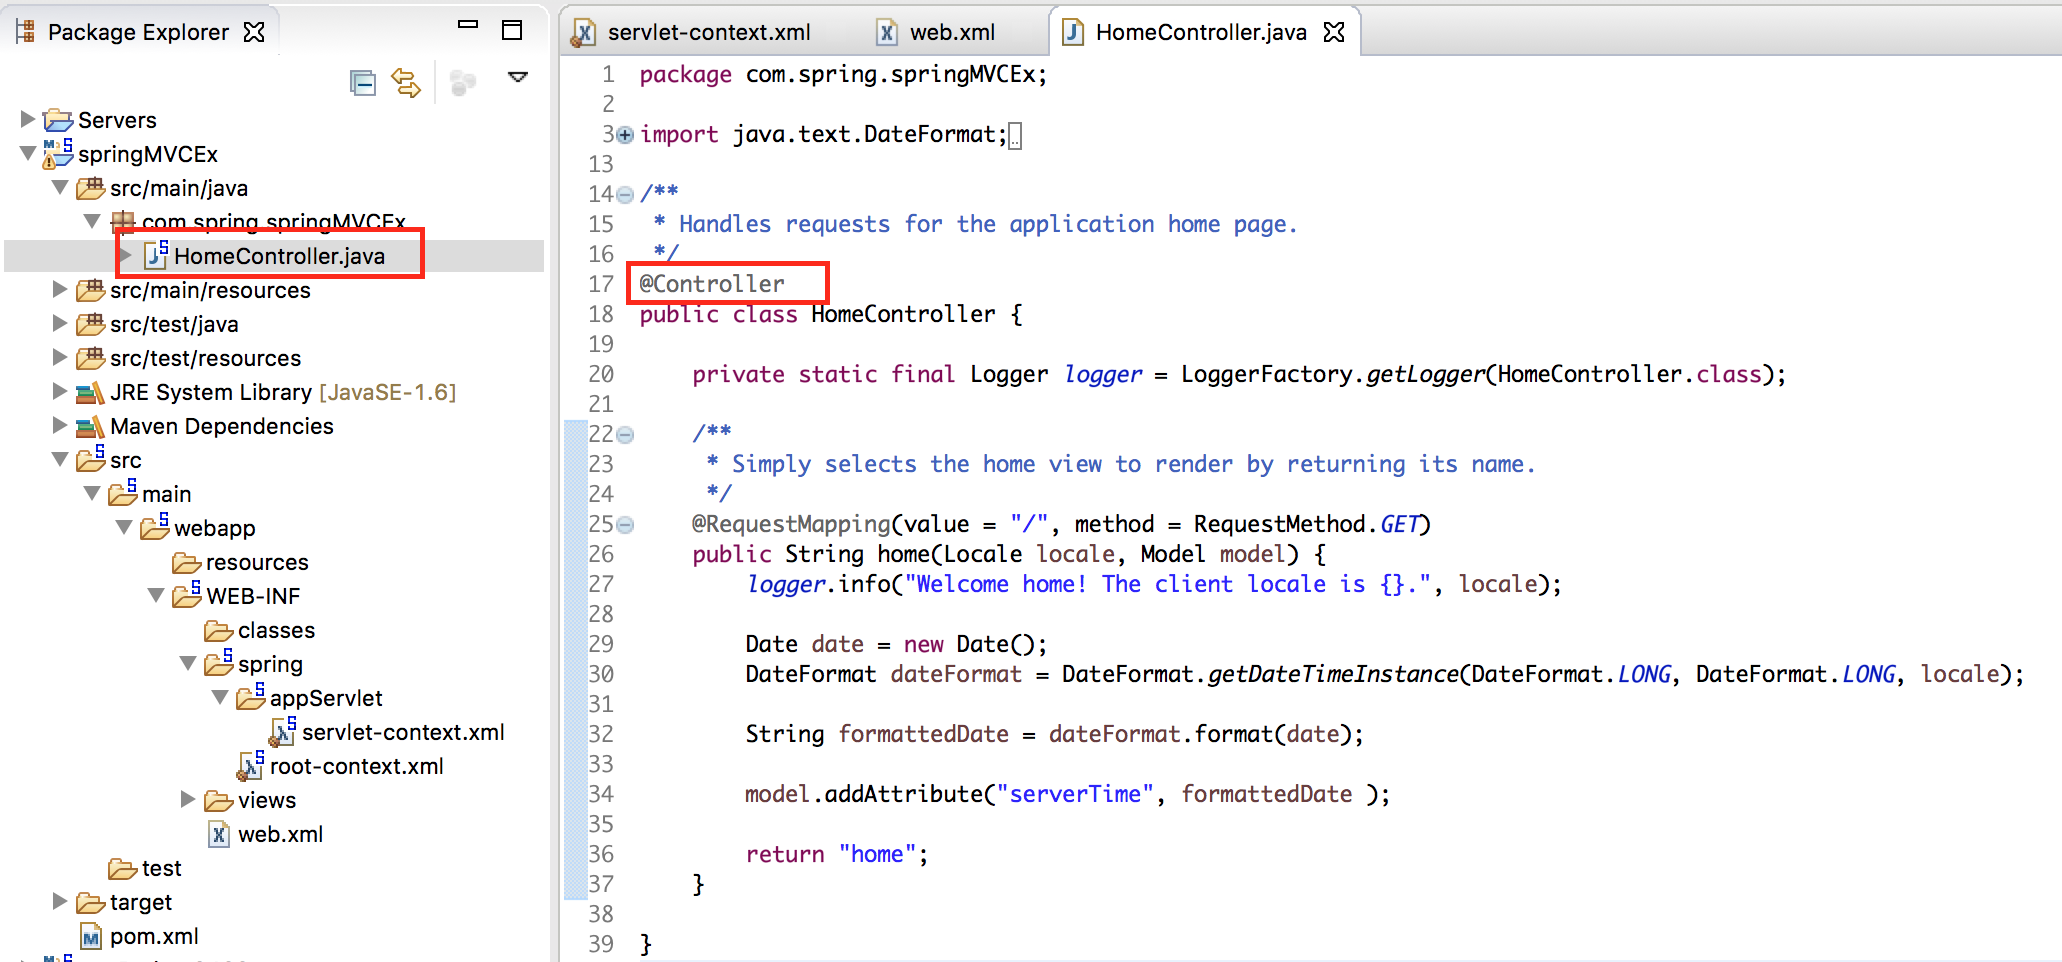 Package Explorer
Servers
springMVCEx
src/main/java
com.spring.springMVCEx
HomeController.java
src/main/resources
src/test/java
src/test/resources
JRE System Library [JavaSE-1.6]
Maven Dependencies
src
main
webapp
resources
WEB-INF
classes
spring
appServlet
servlet-context.xml
root-context.xml
views
web.xml
test
target
pom.xml
servlet-context.xml web.xml HomeController.java
1 package com.spring.springMVCEx;
2
3 import java.text.DateFormat;
13
14 /**
15 * Handles requests for the application home page.
16 */
17 @Controller
18 public class HomeController {
19
20 private static final Logger logger = LoggerFactory.getLogger(HomeController.class);
21
22 /**
23 * Simply selects the home view to render by returning its name.
24 */
25 @RequestMapping(value = "/", method = RequestMethod.GET)
26 public String home(Locale locale, Model model) {
27 logger.info("Welcome home! The client locale is {}.", locale);
28
29 Date date = new Date();
30 DateFormat dateFormat = DateFormat.getDateTimeInstance(DateFormat.LONG, DateFormat.LONG, locale);
31
32 String formattedDate = dateFormat.format(date);
33
34 model.addAttribute("serverTime", formattedDate );
35
36 return "home";
37 }
38
39 }